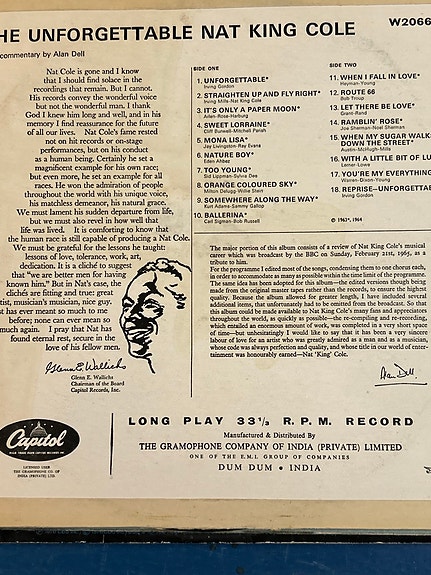 HE UNFORGETTABLE NAT KING COLE
W2066
commentary by Alan Dell
Nat Cole is gone and I know
that I should find solace in the
recordings that remain. But I cannot.
His records convey the wonderful voice
but not the wonderful man, I thank
God I knew him long and well, and in his
memory I find reassurance for the future
of all our lives. Nat Cole's fame rested
not on hit records or on-stage
performances, but on his conduct
as a human being. Certainly he set a
magnificent example for his own race;
but even more, he set an example for all
races. He won the admiration of people
throughout the world with his unique voice,
his matchless demeanor, his natural grace.
We must lament his sudden departure from life,
but we must also revel in how well that
life was lived. It is comforting to know that
the human race is still capable of producing a Nat Cole.
We must be grateful for the lessons he taught:
lessons of love, tolerance, work, art,
dedication. It is a cliché to suggest
that "we are better men for having
known him." But in Nat's case, the
clichés are fitting and true: great
tist, musician's musician, nice guy.
st has ever meant so much to me
before; none can ever mean so
much again. I pray that Nat has
found eternal rest, secure in the
love of his fellow men.
Glenn E. Wallichs
Glenn E. Wallichs
Chairman of the Board
Capitol Records, Inc.
SIDE ONE
1. UNFORGETTABLE*
Irving Gordon
2. STRAIGHTEN UP AND FLY RIGHT*
Irving Mills-Nat King Cole
3. IT'S ONLY A PAPER MOON*
Arlen-Rose-Harburg
4. SWEET LORRAINE*
Cliff Burwell-Mitchell Parish
5. MONA LISA*
Jay Livingston-Ray Evans
6. NATURE BOY*
Eden Ahbez
7. TOO YOUNG*
Sid Lippman-Sylvia Dee
8. ORANGE COLOURED SKY*
Milton Delugg-Willie Stein
9. SOMEWHERE ALONG THE WAY*
Kurt Adams-Sammy Gallop
10. BALLERINA*
Carl Sigman-Bob Russell
SIDE TWO
11. WHEN I FALL IN LOVE*
Heyman-Young
12. ROUTE 66
Bob Troup
13. LET THERE BE LOVE*
Grant-Rand
14. RAMBLIN' ROSE*
Joe Sherman-Noel Sherman
15. WHEN MY SUGAR WALKS
DOWN THE STREET*
Austin-McHugh-Mills
16. WITH A LITTLE BIT OF LU
Lerner-Lowe
17. YOU'RE MY EVERYTHING
Warren-Dixon-Young
18. REPRISE—UNFORGETTABLE
Irving Gordon
The major portion of this album consists of a review of Nat King Cole's musical
career which was broadcast by the BBC on Sunday, February 21st, 1965, as a
tribute to him.
For the programme I edited most of the songs, condensing them to one chorus each,
in order to accommodate as many as possible within the time limit of the programme.
The same idea has been adopted for this album—the edited versions though being
made from the original master tapes rather than the records, to ensure the highest
quality. Because the album allowed for greater length, I have included several
additional items, that unfortunately had to be omitted from the broadcast. So that
this album could be made available to Nat Cole's many fans and appreciators
throughout the world, as quickly as possible—the re-compiling and re-recording,
which entailed an enormous amount of work, was completed in a very short space
of time—but unhesitatingly I would like to say that it has been a very sincere
labour of love for an artist who was greatly admired as a man and as a musician,
whose code was always perfection and quality, and whose title in our world of enter-
tainment was honourably earned—Nat 'King' Cole.
Alan Dell.
Capitol
LICENSED USER
THE GRAMOPHONE CO. OF
INDIA (PRIVATE) LTD.
LONG PLAY 33⅓ R.P.M. RECORD
Manufactured & Distributed By
THE GRAMOPHONE COMPANY OF INDIA (PRIVATE) LIMITED
ONE OF THE E.M.I. GROUP OF COMPANIES
DUM DUM • INDIA